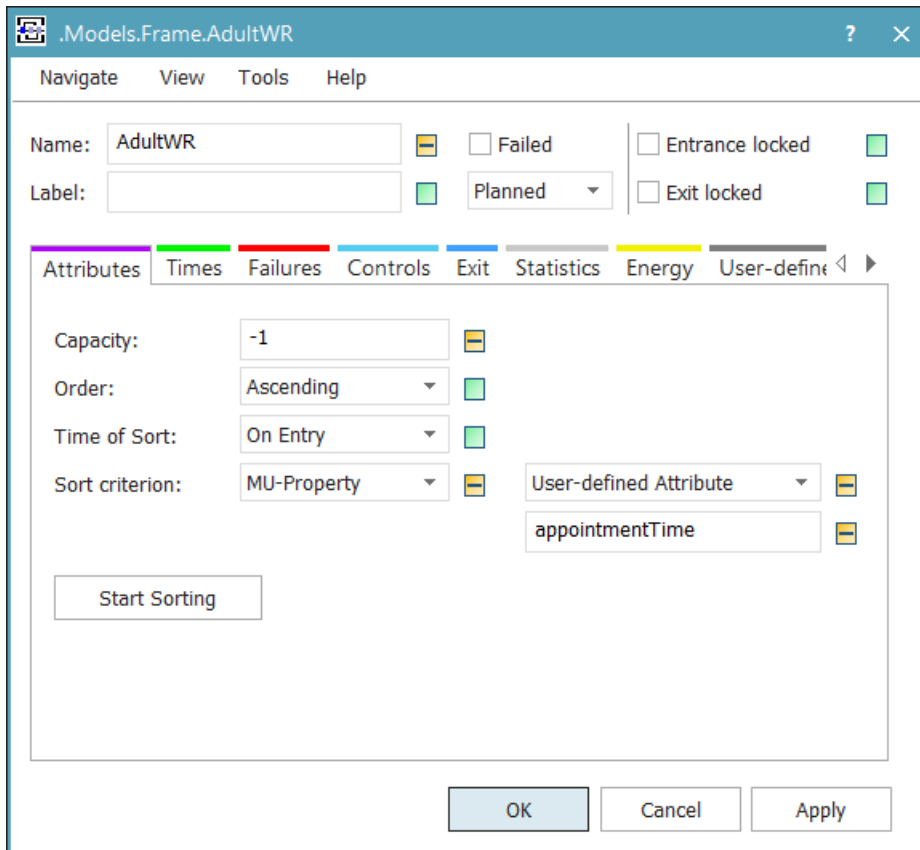 .Models.Frame.AdultWR ?
Navigate View Tools Help
Name: AdultWR Failed Entrance locked
Label: Planned Exit locked
Attributes Times Failures Controls Exit Statistics Energy User-define
Capacity: -1
Order: Ascending
Time of Sort: On Entry
Sort criterion: MU-Property User-defined Attribute
appointmentTime
Start Sorting
OK Cancel Apply